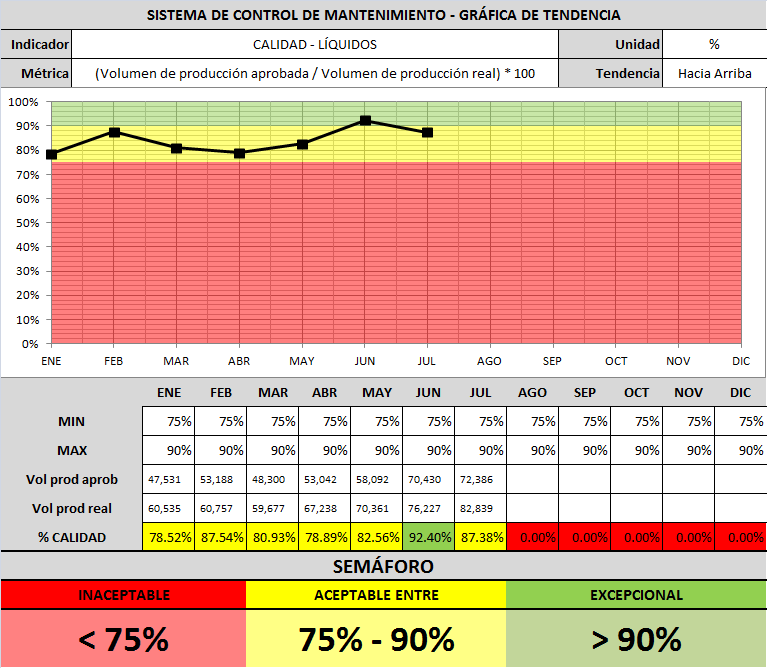 SISTEMA DE CONTROL DE MANTENIMIENTO - GRÁFICA DE TENDENCIA
Indicador CALIDAD - LÍQUIDOS Unidad %
Métrica (Volumen de producción aprobada / Volumen de producción real) * 100 Tendencia Hacia Arriba
100%
90%
80%
70%
60%
50%
40%
30%
20%
10%
0%
ENE FEB MAR ABR MAY JUN JUL AGO SEP OCT NOV DIC
ENE FEB MAR ABR MAY JUN JUL AGO SEP OCT NOV DIC
MIN 75% 75% 75% 75% 75% 75% 75% 75% 75% 75% 75% 75%
MAX 90% 90% 90% 90% 90% 90% 90% 90% 90% 90% 90% 90%
Vol prod aprob 47,531 53,188 48,300 53,042 58,092 70,430 72,386
Vol prod real 60,535 60,757 59,677 67,238 70,361 76,227 82,839
% CALIDAD 78.52% 87.54% 80.93% 78.89% 82.56% 92.40% 87.38% 0.00% 0.00% 0.00% 0.00% 0.00%
SEMÁFORO
INACEPTABLE ACEPTABLE ENTRE EXCEPCIONAL
< 75% 75% - 90% > 90%